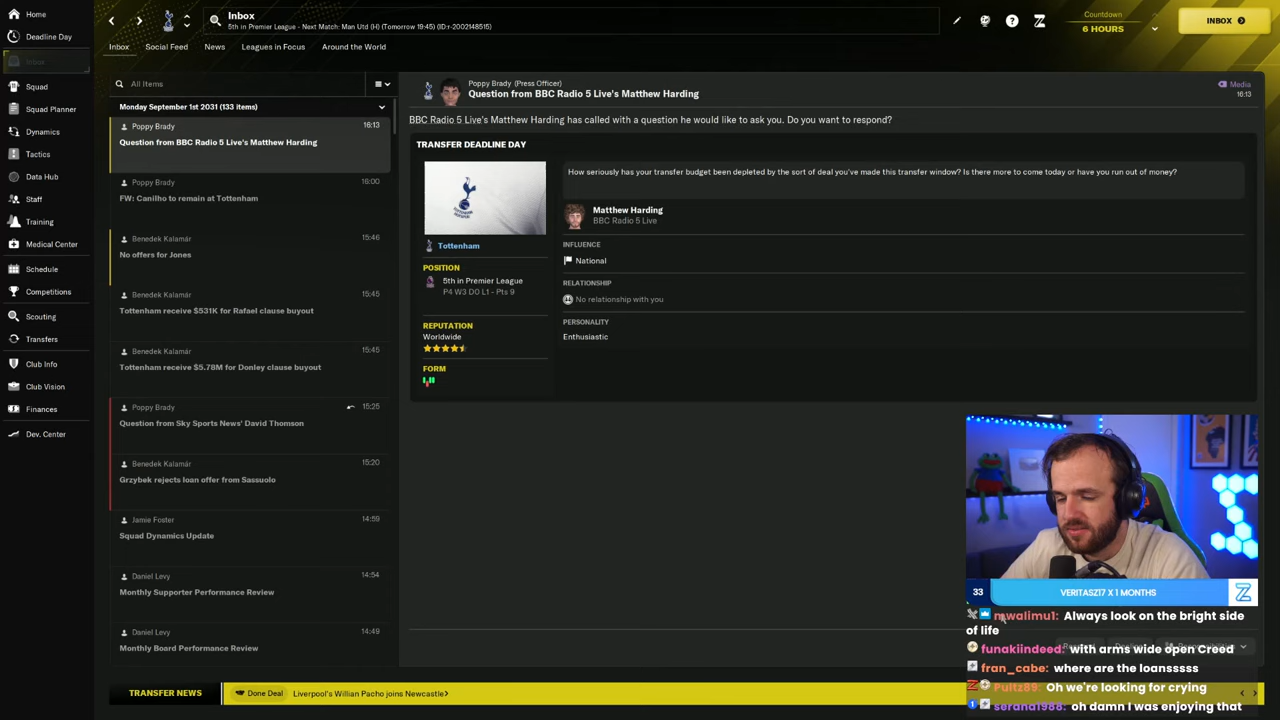 Home
Deadline Day
Inbox
Squad
Squad Planner
Dynamics
Tactics
Data Hub
Staff
Training
Medical Center
Schedule
Competitions
Scouting
Transfers
Club Info
Club Vision
Finances
Dev. Center
Inbox
5th in Premier League - Next Match: Man Utd (H) (Tomorrow 19:45) (ID:r-2002148515)
Countdown
6 HOURS
INBOX
Inbox
Social Feed
News
Leagues in Focus
Around the World
All Items
Monday September 1st 2031 (133 items)
Poppy Brady
16:13
Question from BBC Radio 5 Live's Matthew Harding
Poppy Brady
16:00
FW: Canilho to remain at Tottenham
Benedek Kalamár
15:46
No offers for Jones
Benedek Kalamár
15:45
Tottenham receive $531K for Rafael clause buyout
Benedek Kalamár
15:45
Tottenham receive $5.78M for Donley clause buyout
Poppy Brady
15:25
Question from Sky Sports News' David Thomson
Benedek Kalamár
15:20
Grzybek rejects loan offer from Sassuolo
Jamie Foster
14:59
Squad Dynamics Update
Daniel Levy
14:54
Monthly Supporter Performance Review
Daniel Levy
14:49
Monthly Board Performance Review
Poppy Brady (Press Officer)
Question from BBC Radio 5 Live's Matthew Harding
Media
16:13
BBC Radio 5 Live's Matthew Harding has called with a question he would like to ask you. Do you want to respond?
TRANSFER DEADLINE DAY
How seriously has your transfer budget been depleted by the sort of deal you've made this transfer window? Is there more to come today or have you run out of money?
Matthew Harding
BBC Radio 5 Live
Tottenham
INFLUENCE
National
POSITION
5th in Premier League
P4 W3 D0 L1 - Pts 9
RELATIONSHIP
No relationship with you
REPUTATION
Worldwide
PERSONALITY
Enthusiastic
FORM
33
VERITASZ17 X 1 MONTHS
mwalimu1: Always look on the bright side
of life
funakiindeed: with arms wide open Creed
fran_cabe: where are the loansssss
Pultz89: Oh we're looking for crying
serana1988: oh damn I was enjoying that
TRANSFER NEWS
Done Deal
Liverpool's Willian Pacho joins Newcastle>